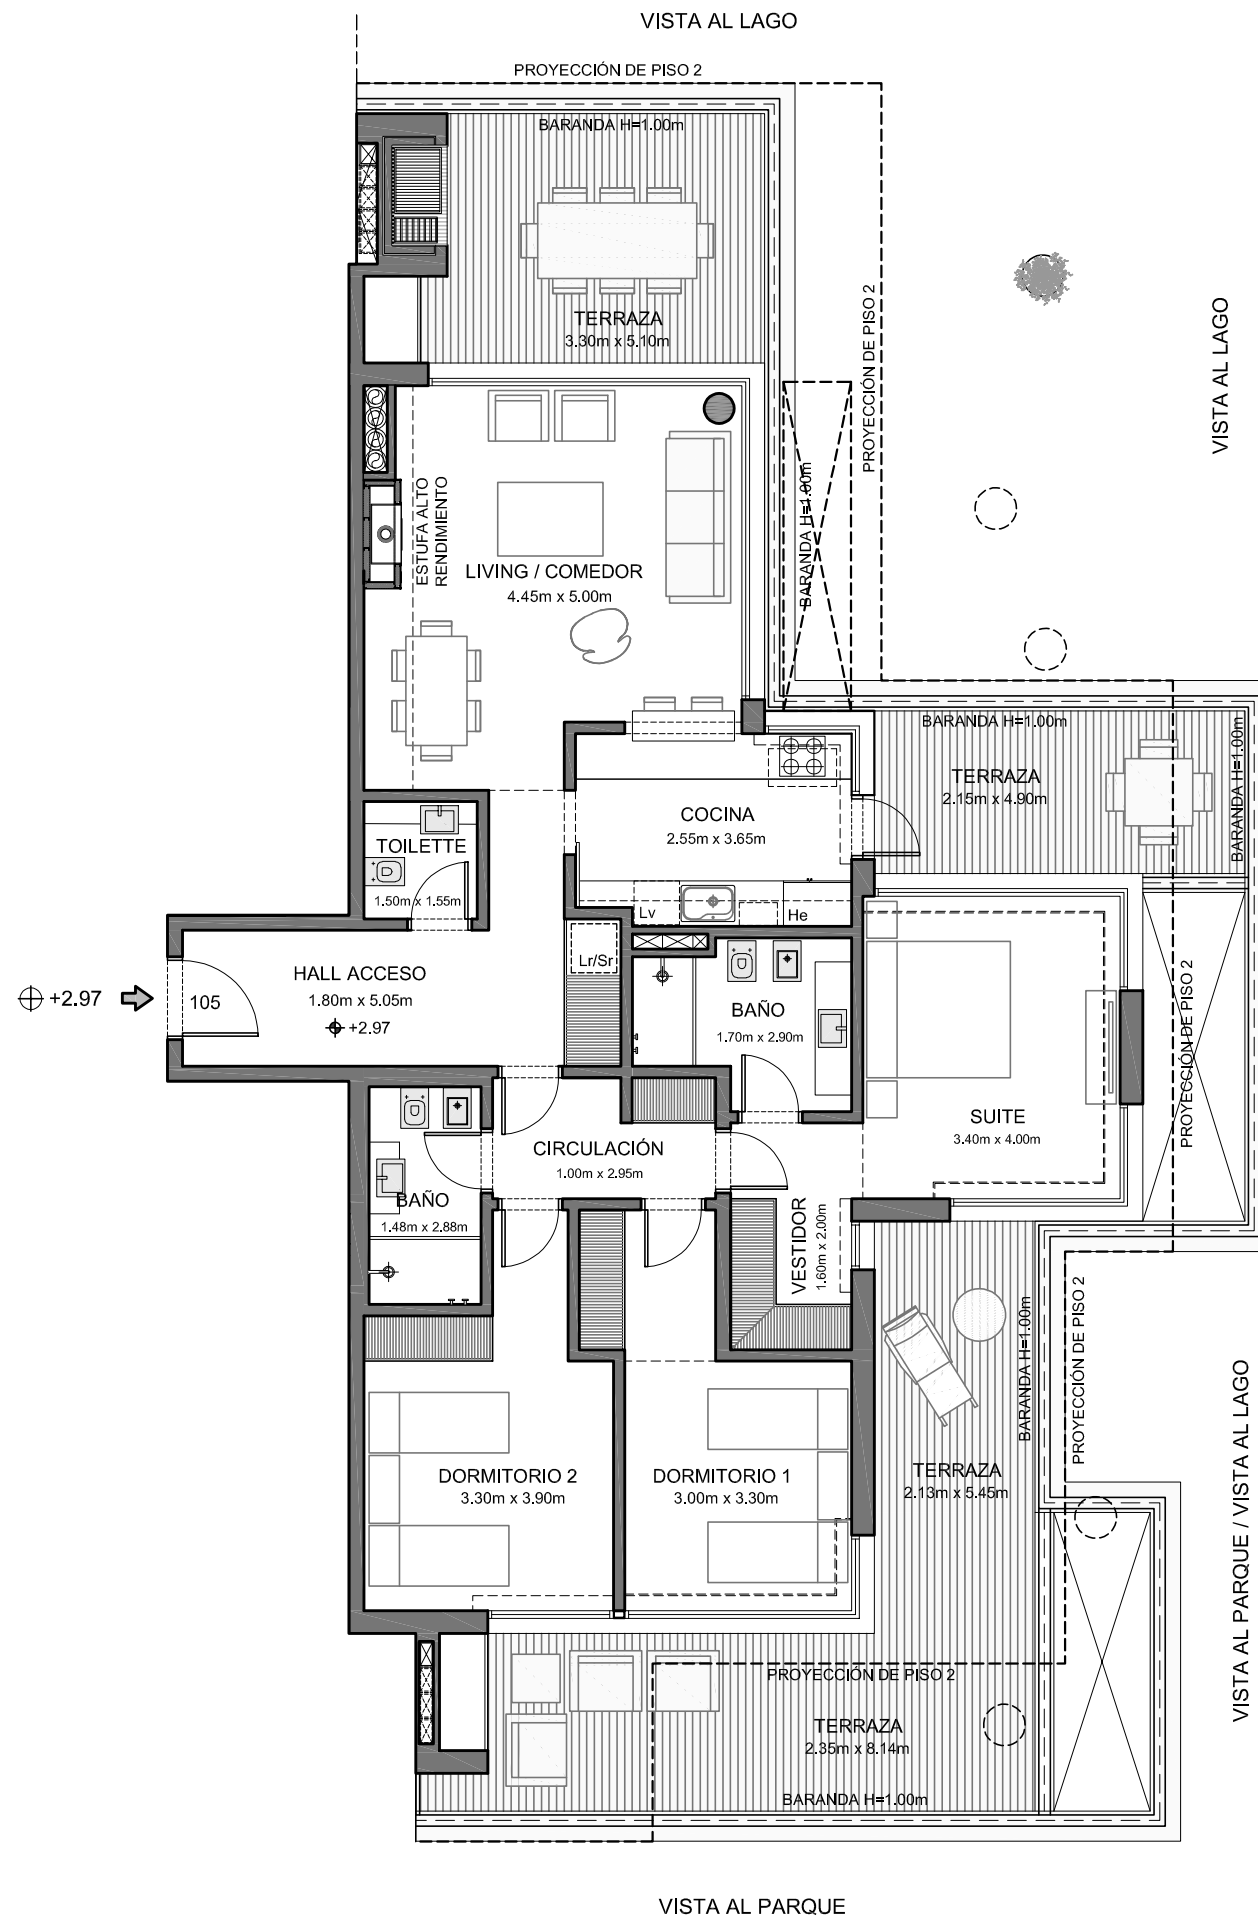 VISTA AL LAGO
PROYECCIÓN DE PISO 2
BARANDA H=1.00m
TERRAZA
3.30m x 5.10m
PROYECCIÓN DE PISO 2
VISTA AL LAGO
BARANDA H=1.00m
ESTUFA ALTO
RENDIMIENTO
LIVING / COMEDOR
4.45m x 5.00m
BARANDA H=1.00m
BARANDA H=1.00m
TERRAZA
2.15m x 4.90m
COCINA
2.55m x 3.65m
TOILETTE
1.50m x 1.55m
Lv
He
Lr/Sr
HALL ACCESO
1.80m x 5.05m
+2.97
+2.97
105
BAÑO
1.70m x 2.90m
PROYECCIÓN DE PISO 2
SUITE
3.40m x 4.00m
CIRCULACIÓN
1.00m x 2.95m
BAÑO
1.48m x 2.88m
VESTIDOR
1.60m x 2.00m
BARANDA H=1.00m
PROYECCIÓN DE PISO 2
VISTA AL PARQUE / VISTA AL LAGO
DORMITORIO 2
3.30m x 3.90m
DORMITORIO 1
3.00m x 3.30m
TERRAZA
2.13m x 5.45m
PROYECCIÓN DE PISO 2
TERRAZA
2.35m x 8.14m
BARANDA H=1.00m
VISTA AL PARQUE